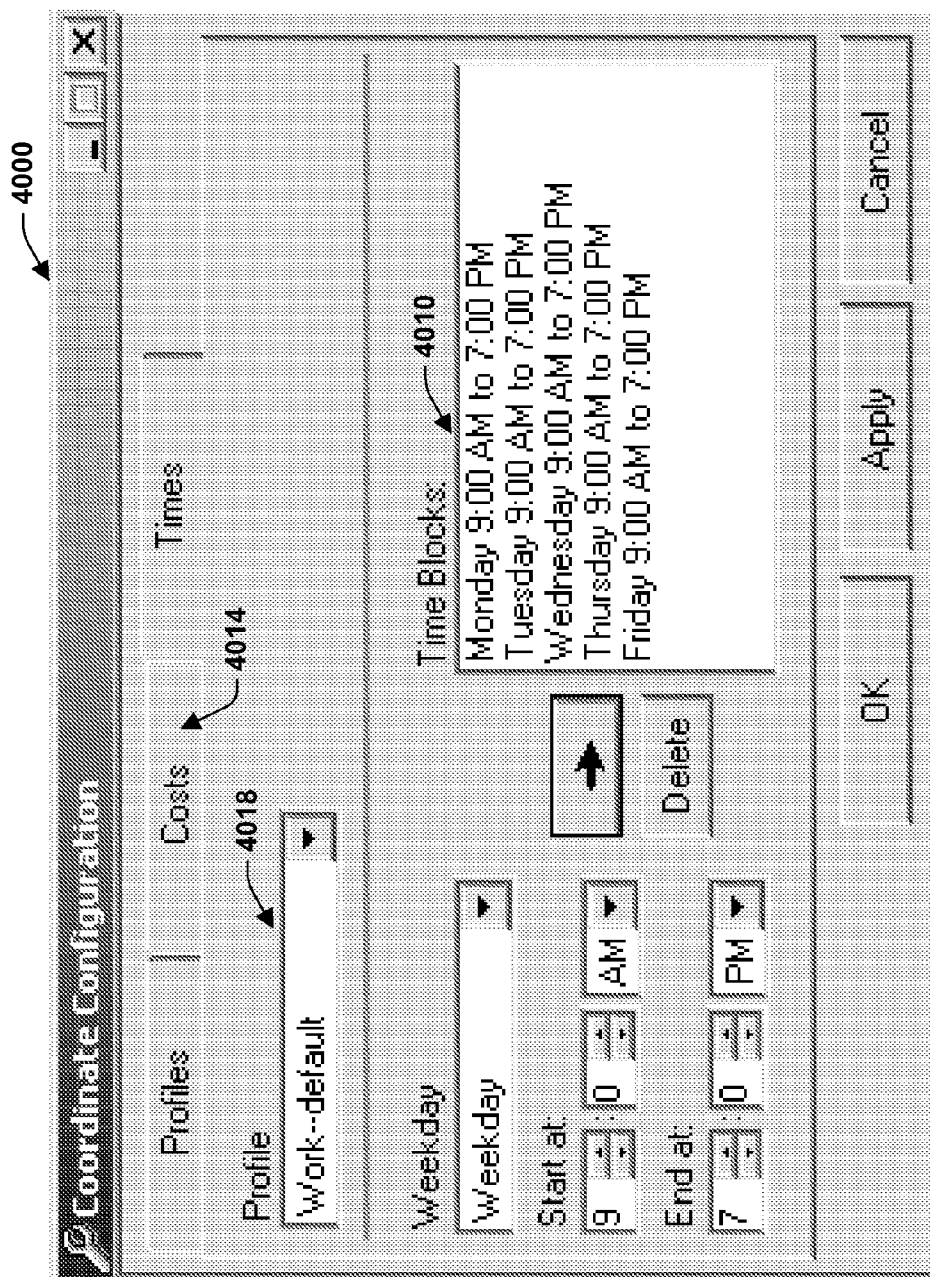 4000
Coordinate Configuration
Profiles
Costs
Times
4014
Profile
4018
Work--default
Weekday
Weekday
Start at:
9 : 0 AM
End at:
7 : 0 PM
Delete
Time Blocks:
4010
Monday 9:00 AM to 7:00 PM
Tuesday 9:00 AM to 7:00 PM
Wednesday 9:00 AM to 7:00 PM
Thursday 9:00 AM to 7:00 PM
Friday 9:00 AM to 7:00 PM
OK
Apply
Cancel